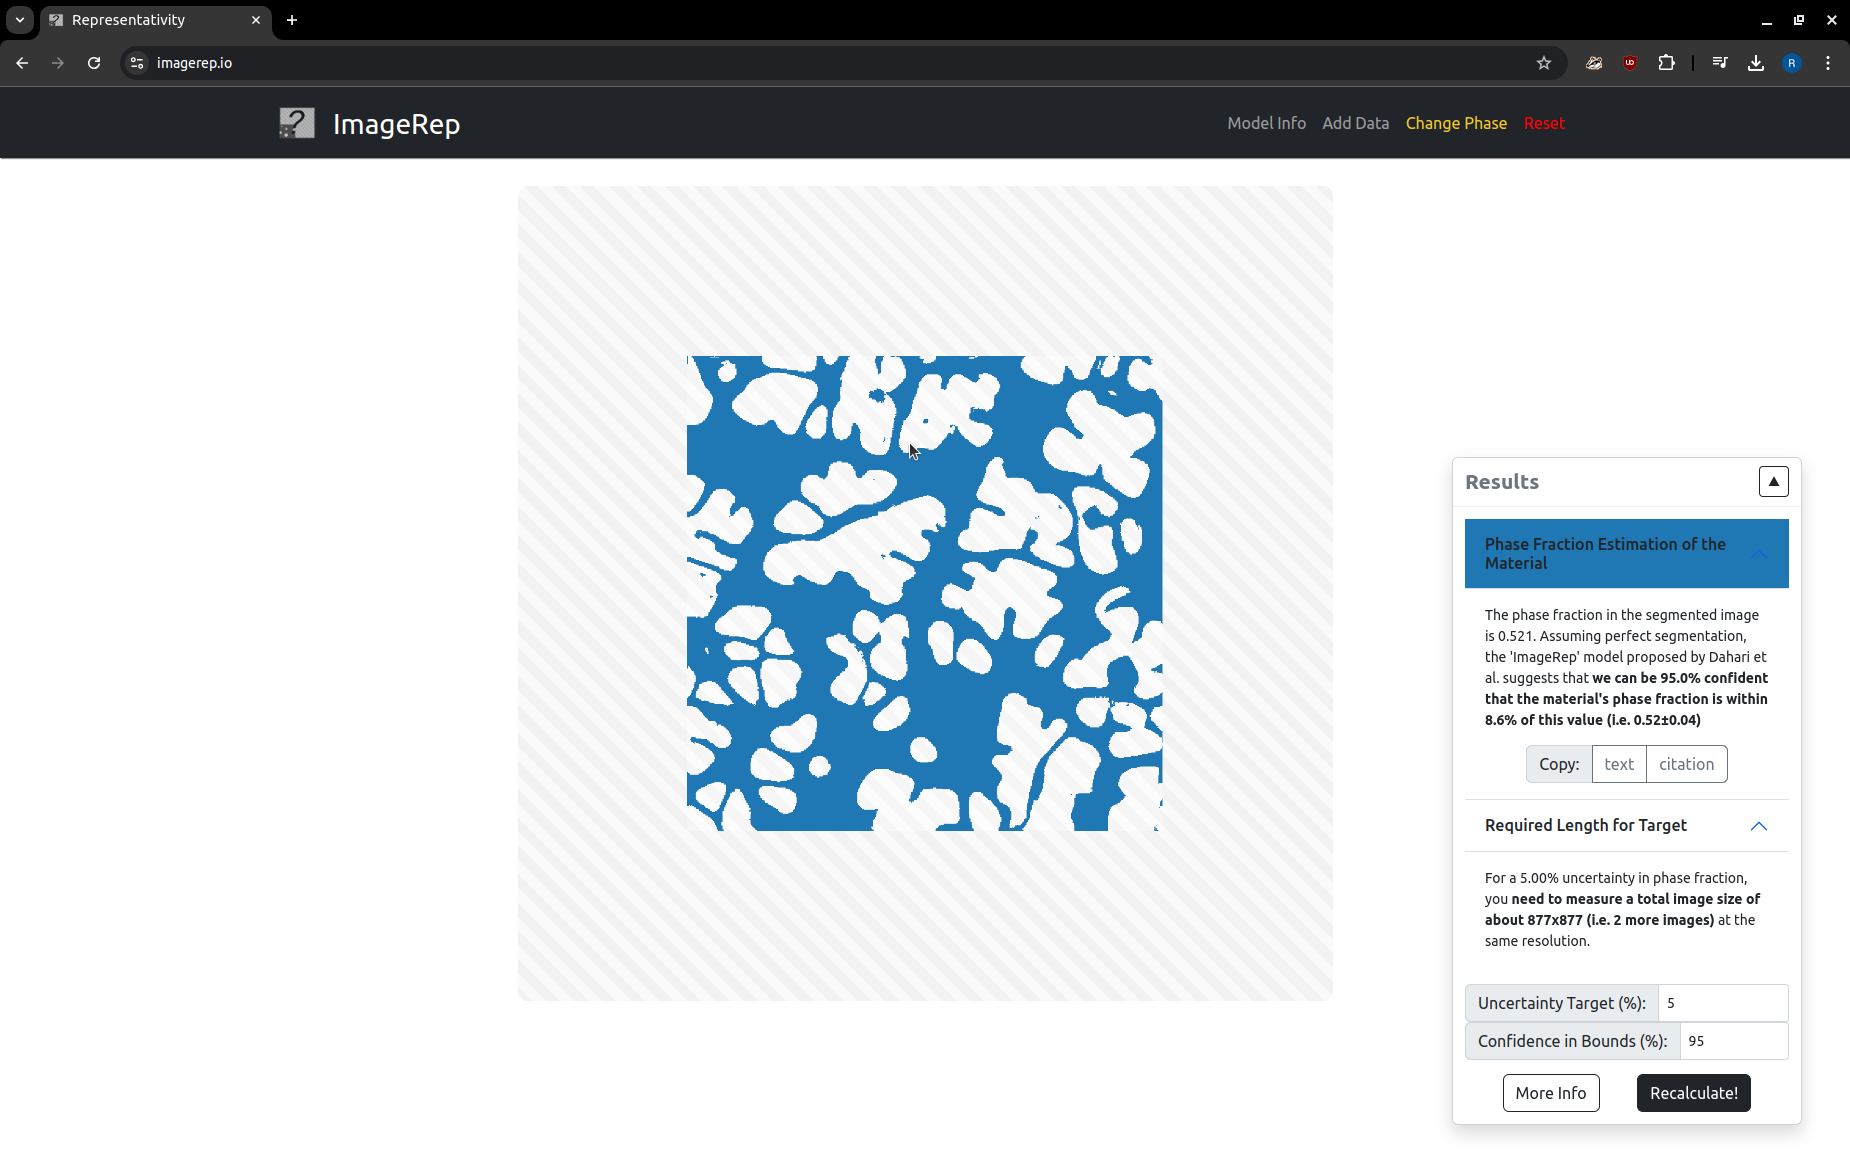 Representativity
imagerep.io
R
ImageRep
Model Info
Add Data
Change Phase
Reset
Results
Phase Fraction Estimation of the
Material
The phase fraction in the segmented image
is 0.521. Assuming perfect segmentation,
the 'ImageRep' model proposed by Dahari et
al. suggests that we can be 95.0% confident
that the material's phase fraction is within
8.6% of this value (i.e. 0.52±0.04)
Copy:
text
citation
Required Length for Target
For a 5.00% uncertainty in phase fraction,
you need to measure a total image size of
about 877x877 (i.e. 2 more images) at the
same resolution.
Uncertainty Target (%):
5
Confidence in Bounds (%):
95
More Info
Recalculate!